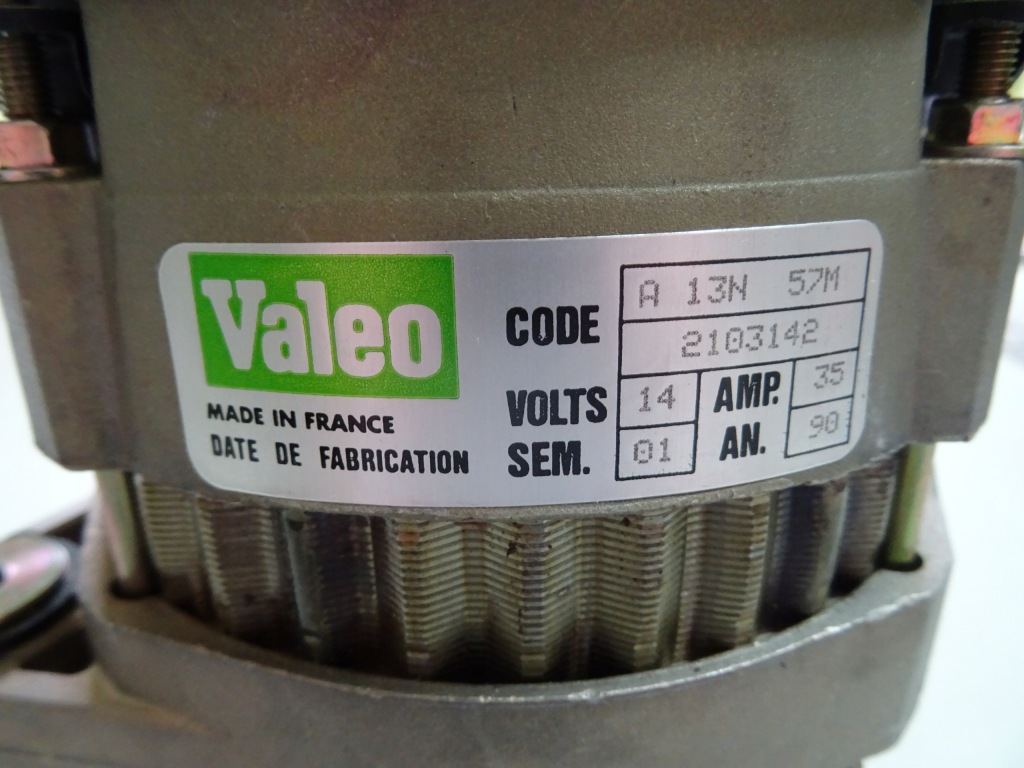 Valeo
MADE IN FRANCE
DATE DE FABRICATION
CODE A 13N 57M
2103142
VOLTS 14 AMP. 35
SEM. 01 AN. 90